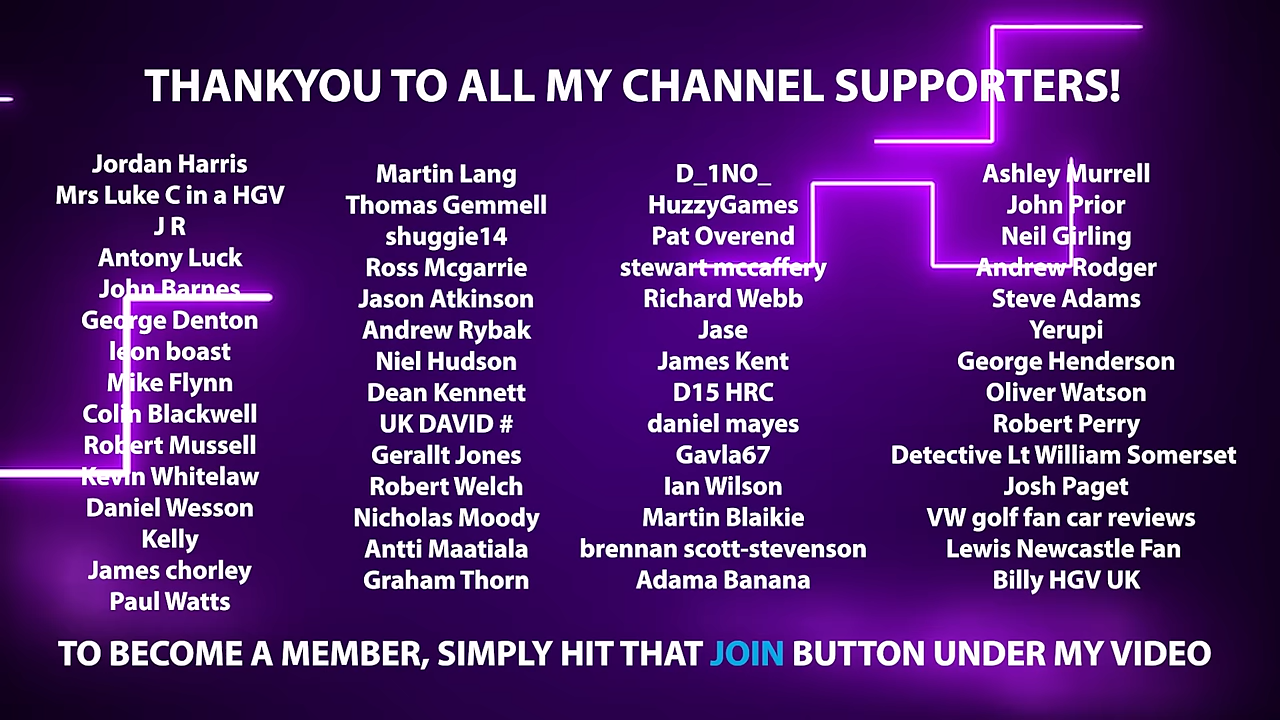 THANKYOU TO ALL MY CHANNEL SUPPORTERS!
Jordan Harris
Mrs Luke C in a HGV
J R
Antony Luck
John Barnes
George Denton
leon boast
Mike Flynn
Colin Blackwell
Robert Mussell
Kevin Whitelaw
Daniel Wesson
Kelly
James chorley
Paul Watts
Martin Lang
Thomas Gemmell
shuggie14
Ross Mcgarrie
Jason Atkinson
Andrew Rybak
Niel Hudson
Dean Kennett
UK DAVID #
Gerallt Jones
Robert Welch
Nicholas Moody
Antti Maatiala
Graham Thorn
D_1NO_
HuzzyGames
Pat Overend
stewart mccaffery
Richard Webb
Jase
James Kent
D15 HRC
daniel mayes
Gavla67
Ian Wilson
Martin Blaikie
brennan scott-stevenson
Adama Banana
Ashley Murrell
John Prior
Neil Girling
Andrew Rodger
Steve Adams
Yerupi
George Henderson
Oliver Watson
Robert Perry
Detective Lt William Somerset
Josh Paget
VW golf fan car reviews
Lewis Newcastle Fan
Billy HGV UK
TO BECOME A MEMBER, SIMPLY HIT THAT JOIN BUTTON UNDER MY VIDEO